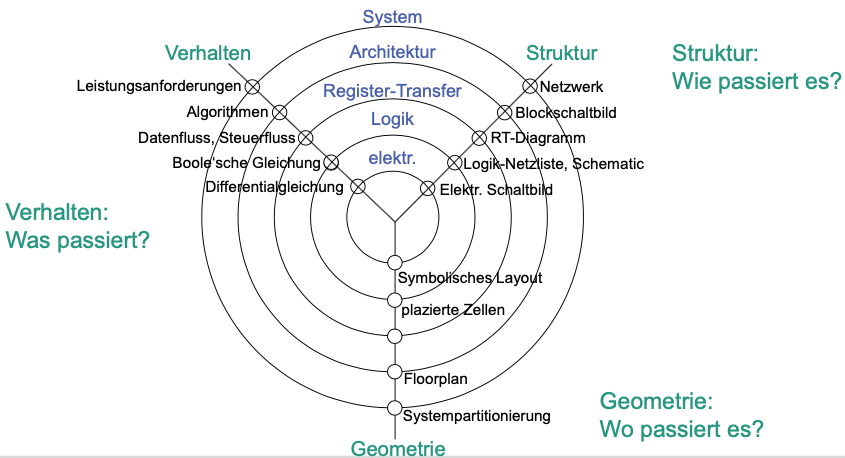 System
Verhalten
Architektur
Struktur
Struktur:
Wie passiert es?
Leistungsanforderungen
Register-Transfer
Netzwerk
Algorithmen
Logik
Blockschaltbild
Datenfluss, Steuerfluss
RT-Diagramm
Boole'sche Gleichung
elektr.
Logik-Netzliste, Schematic
Differentialgleichung
Elektr. Schaltbild
Verhalten:
Was passiert?
Symbolisches Layout
plazierte Zellen
Floorplan
Systempartitionierung
Geometrie:
Wo passiert es?
Geometrie